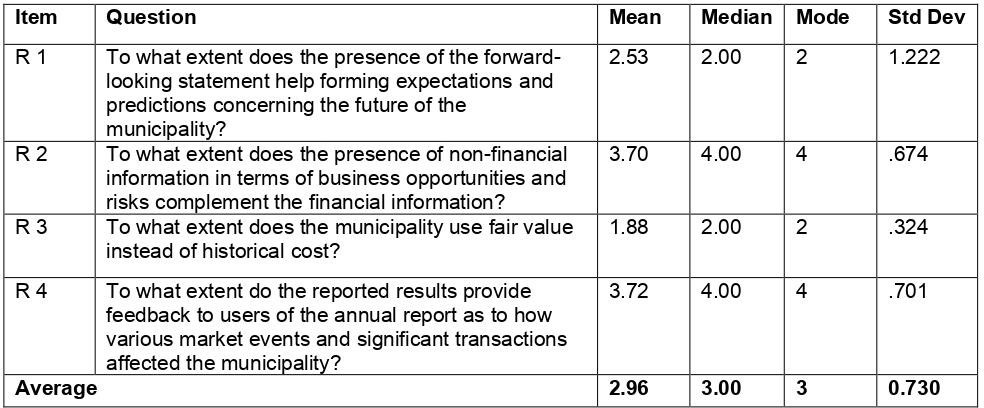 Item Question Mean Median Mode Std Dev
R 1 To what extent does the presence of the forward- 2.53 2.00 2 1.222
looking statement help forming expectations and
predictions concerning the future of the
municipality?
R 2 To what extent does the presence of non-financial 3.70 4.00 4 .674
information in terms of business opportunities and
risks complement the financial information?
R 3 To what extent does the municipality use fair value 1.88 2.00 2 .324
instead of historical cost?
R 4 To what extent do the reported results provide 3.72 4.00 4 .701
feedback to users of the annual report as to how
various market events and significant transactions
affected the municipality?
Average 2.96 3.00 3 0.730